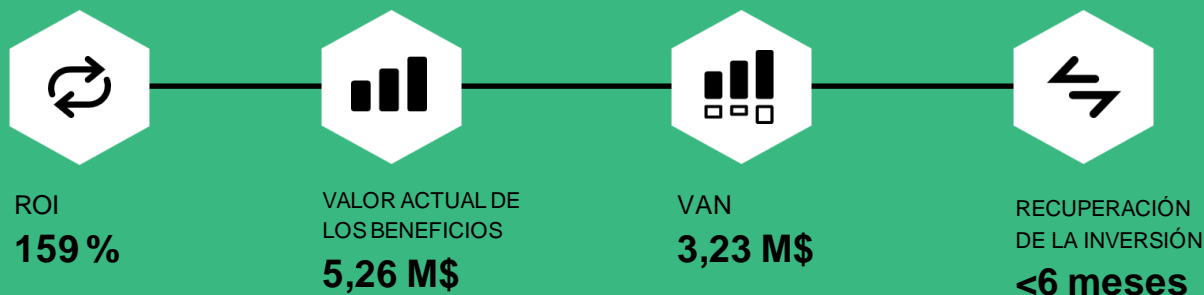 ROI
159 %
VALOR ACTUAL DE
LOS BENEFICIOS
5,26 M$
VAN
3,23 M$
RECUPERACIÓN
DE LA INVERSIÓN
<6 meses